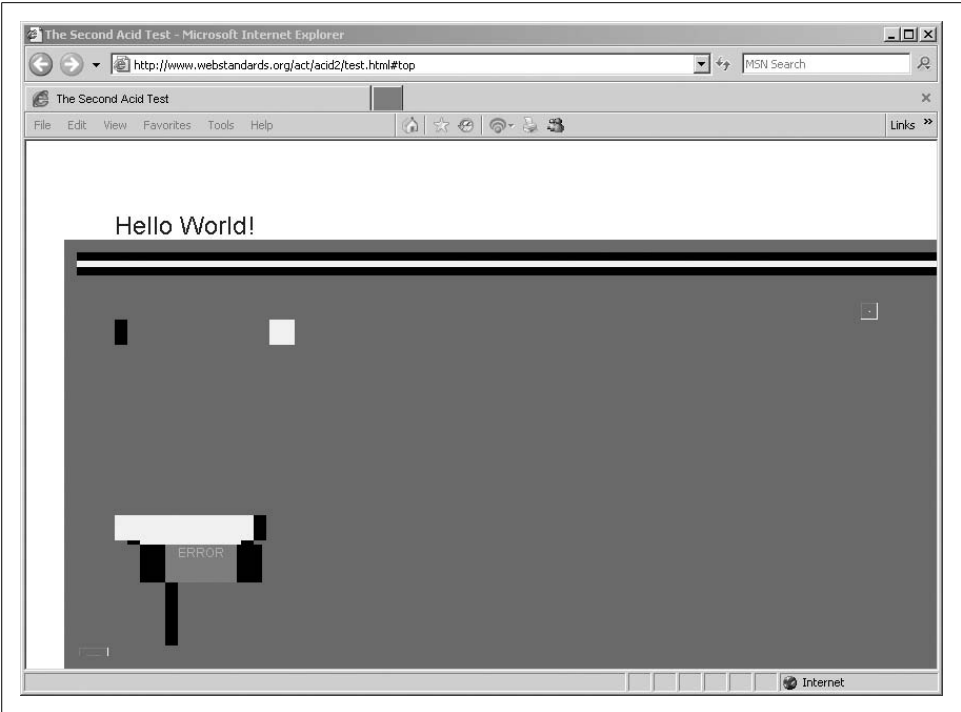 The Second Acid Test - Microsoft Internet Explorer
http://www.webstandards.org/act/acid2/test.html#top
MSN Search
The Second Acid Test
File Edit View Favorites Tools Help
Links »
Hello World!
ERROR
Internet